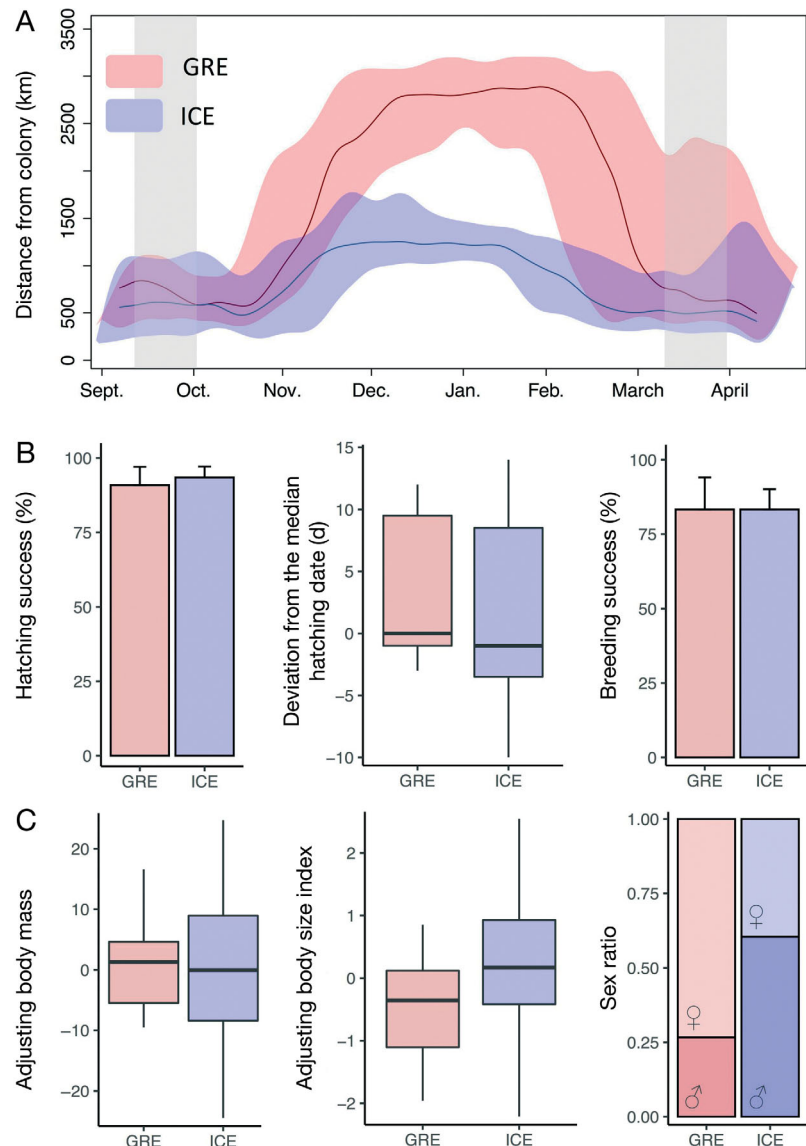 A
Distance from colony (km)
3500
2500
1500
500
0
GRE
ICE
Sept.
Oct.
Nov.
Dec.
Jan.
Feb.
March
April
B
Hatching success (%)
100
75
50
25
0
GRE
ICE
Deviation from the median
hatching date (d)
15
10
5
0
−5
−10
GRE
ICE
Breeding success (%)
100
75
50
25
0
GRE
ICE
C
Adjusting body mass
20
10
0
−10
−20
GRE
ICE
Adjusting body size index
2
1
0
−1
−2
GRE
ICE
Sex ratio
1.00
0.75
0.50
0.25
0.00
♀
♂
♀
♂
GRE
ICE